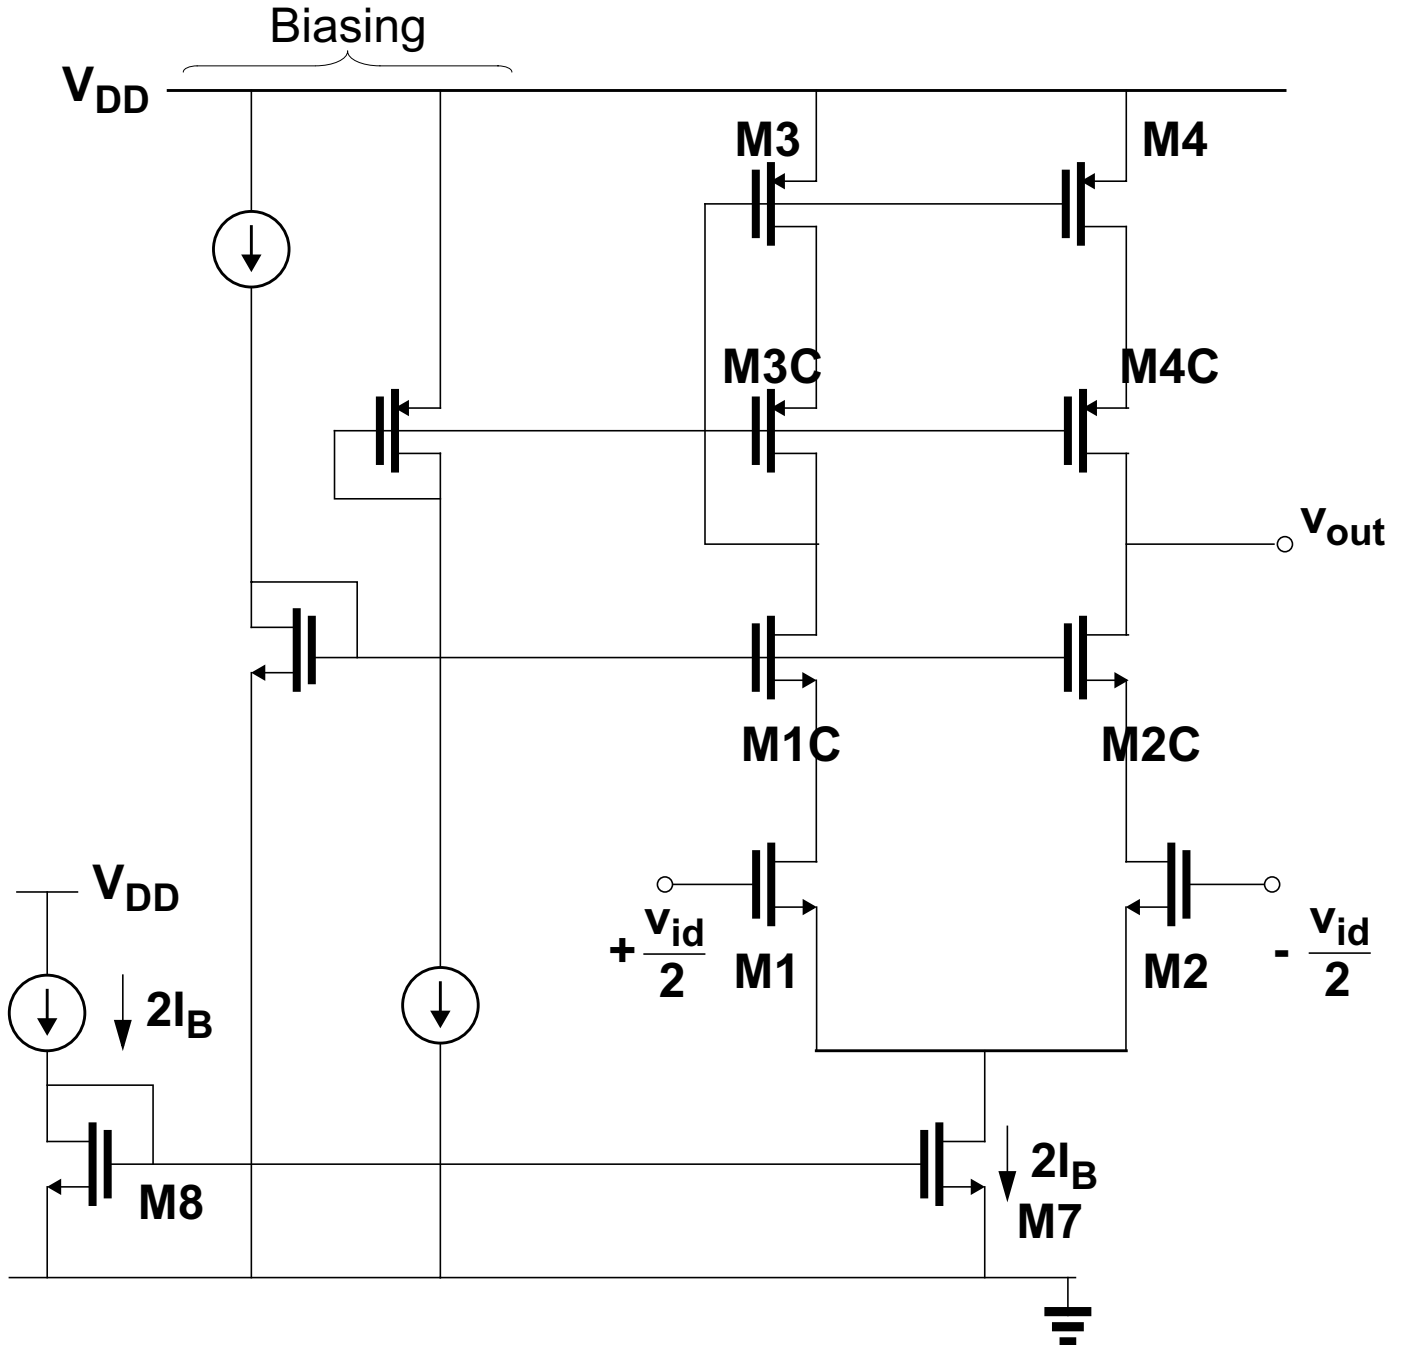 Biasing
VDD
M3
M4
M3C
M4C
vout
M1C
M2C
VDD
+ vid/2
M1
M2
- vid/2
2IB
2IB
M8
M7